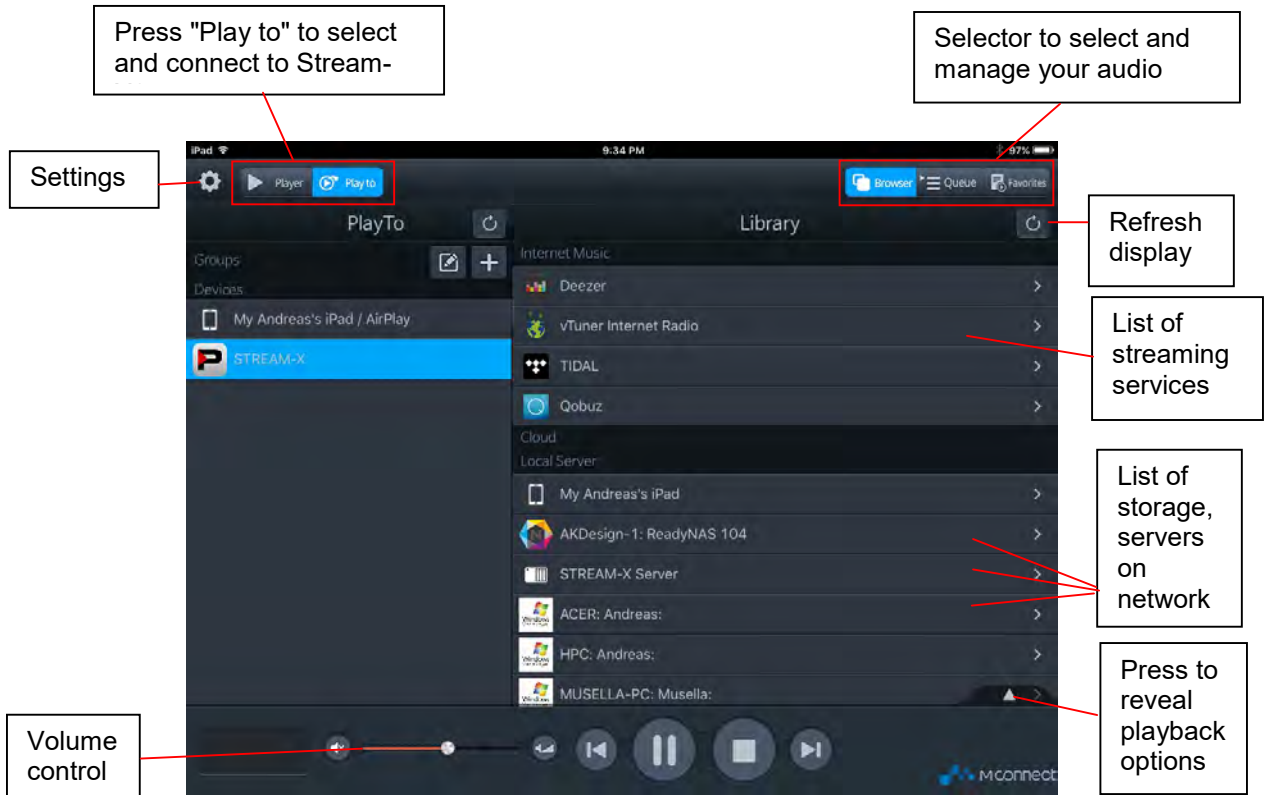 Press "Play to" to select
and connect to Stream-
Selector to select and
manage your audio
Settings
iPad
9:34 PM
97%
Player
Play to
Browser
Queue
Favorites
PlayTo
Library
Refresh
display
Groups
Devices
My Andreas's iPad / AirPlay
STREAM-X
Internet Music
Deezer
vTuner Internet Radio
TIDAL
Qobuz
List of
streaming
services
Cloud
Local Server
My Andreas's iPad
AKDesign-1: ReadyNAS 104
STREAM-X Server
ACER: Andreas:
HPC: Andreas:
MUSELLA-PC: Musella:
List of
storage,
servers
on
network
Press to
reveal
playback
options
Volume
control
Mconnect